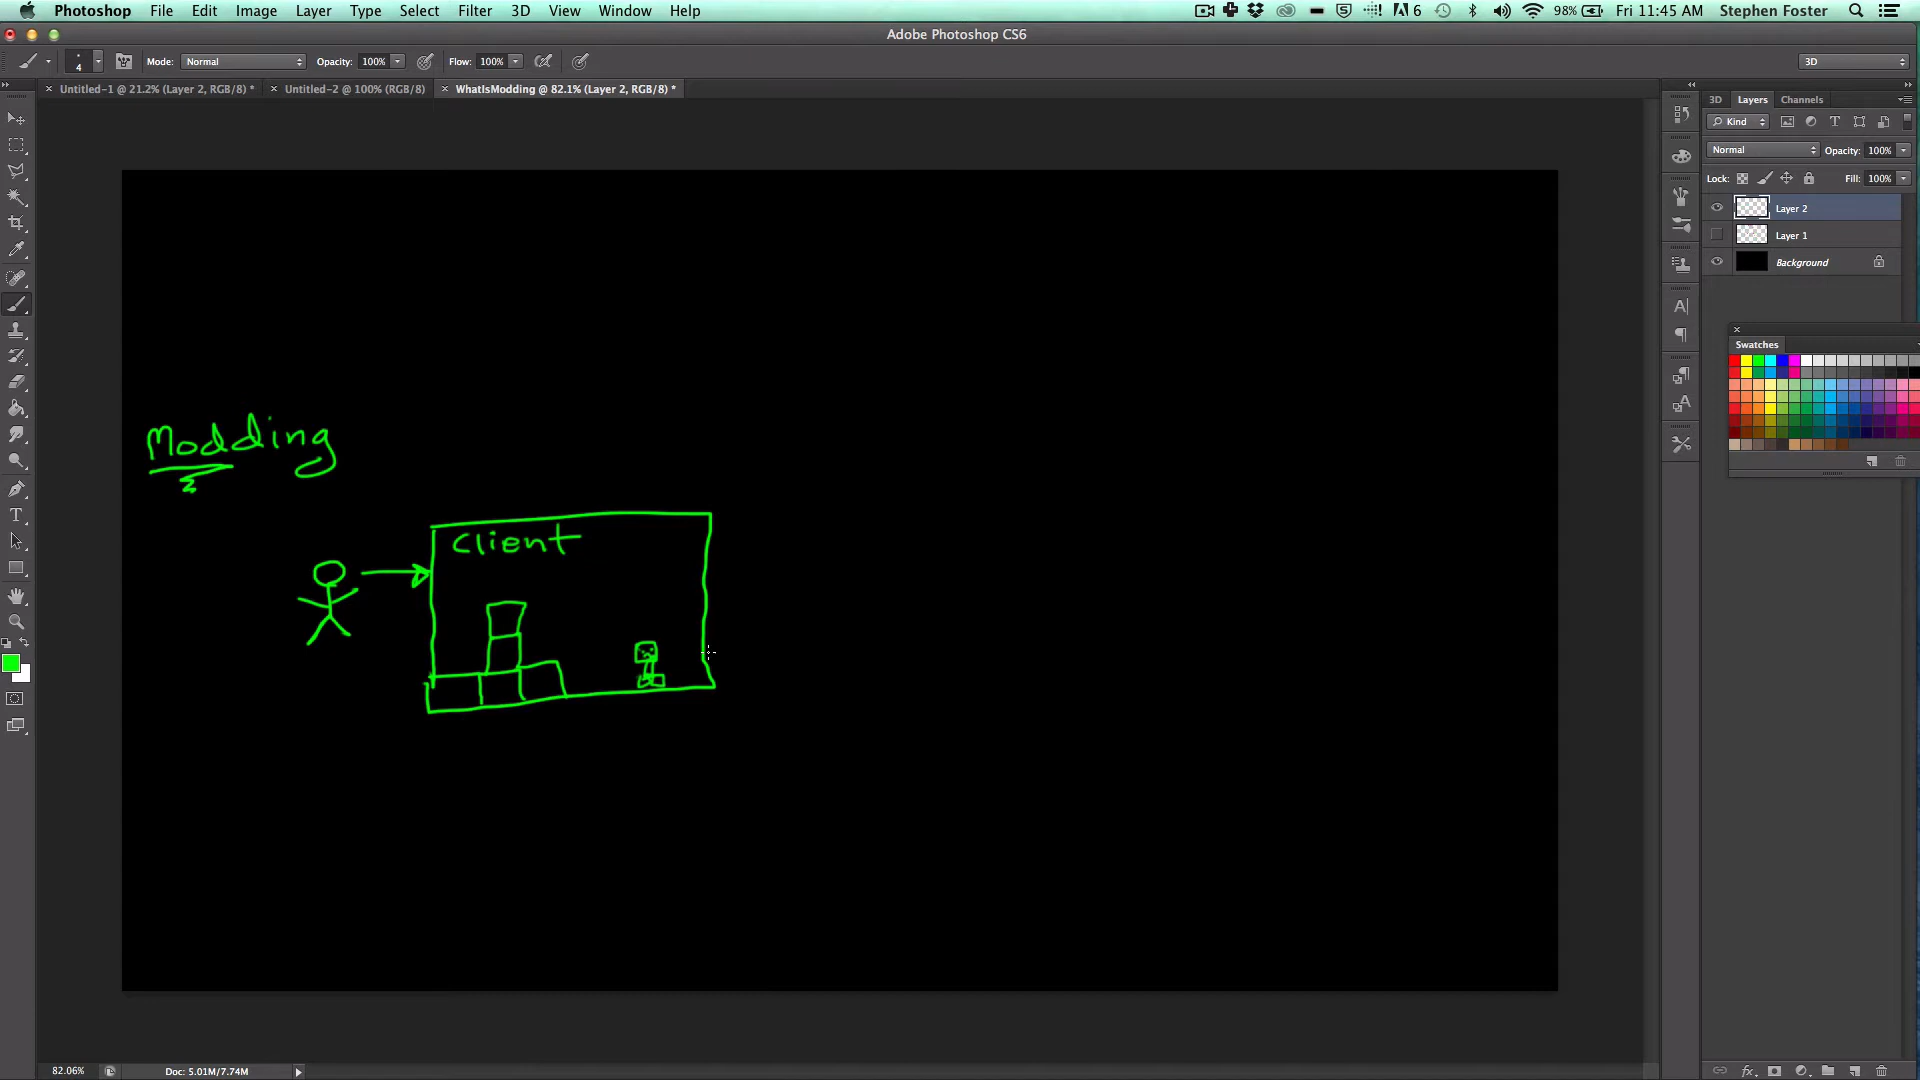 Photoshop File Edit Image Layer Type Select Filter 3D View Window Help 6 98% Fri 11:45 AM Stephen Foster
Adobe Photoshop CS6
4 Mode: Normal Opacity: 100% Flow: 100% 3D
Untitled-1 @ 21.2% (Layer 2, RGB/8) * Untitled-2 @ 100% (RGB/8) WhatIsModding @ 82.1% (Layer 2, RGB/8) *
3D Layers Channels
Kind
Normal Opacity: 100%
Lock: Fill: 100%
Layer 2
Layer 1
Background
Swatches
Modding
Client
82.06% Doc: 5.01M/7.74M